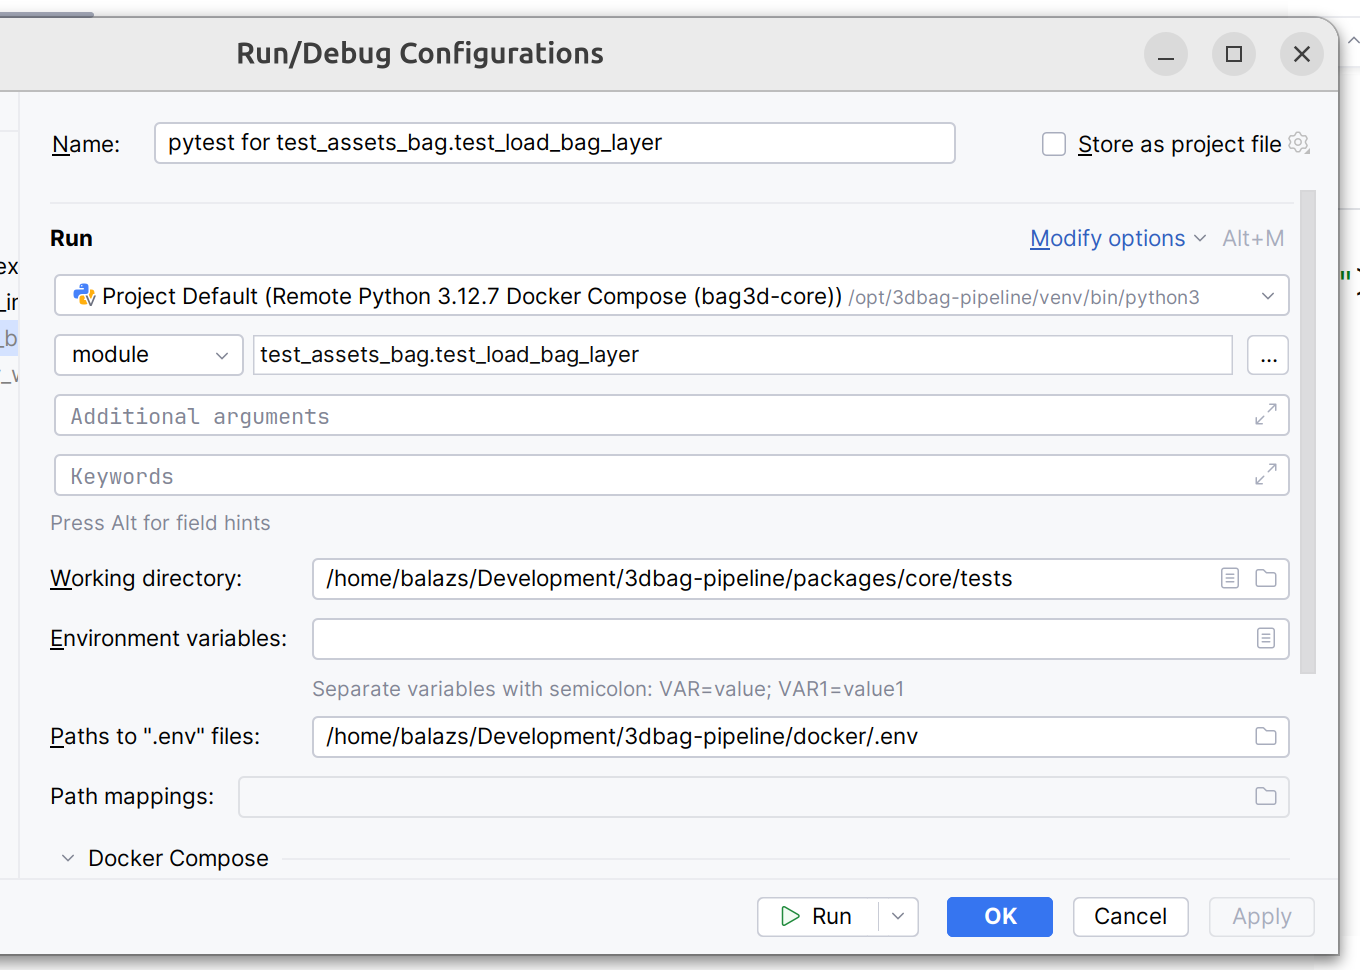 Run/Debug Configurations
Name: pytest for test_assets_bag.test_load_bag_layer Store as project file
Run Modify options Alt+M
ex
Project Default (Remote Python 3.12.7 Docker Compose (bag3d-core)) /opt/3dbag-pipeline/venv/bin/python3
_ir
_b
module test_assets_bag.test_load_bag_layer ...
Additional arguments
Keywords
Press Alt for field hints
Working directory: /home/balazs/Development/3dbag-pipeline/packages/core/tests
Environment variables:
Separate variables with semicolon: VAR=value; VAR1=value1
Paths to ".env" files: /home/balazs/Development/3dbag-pipeline/docker/.env
Path mappings:
Docker Compose
Run OK Cancel Apply